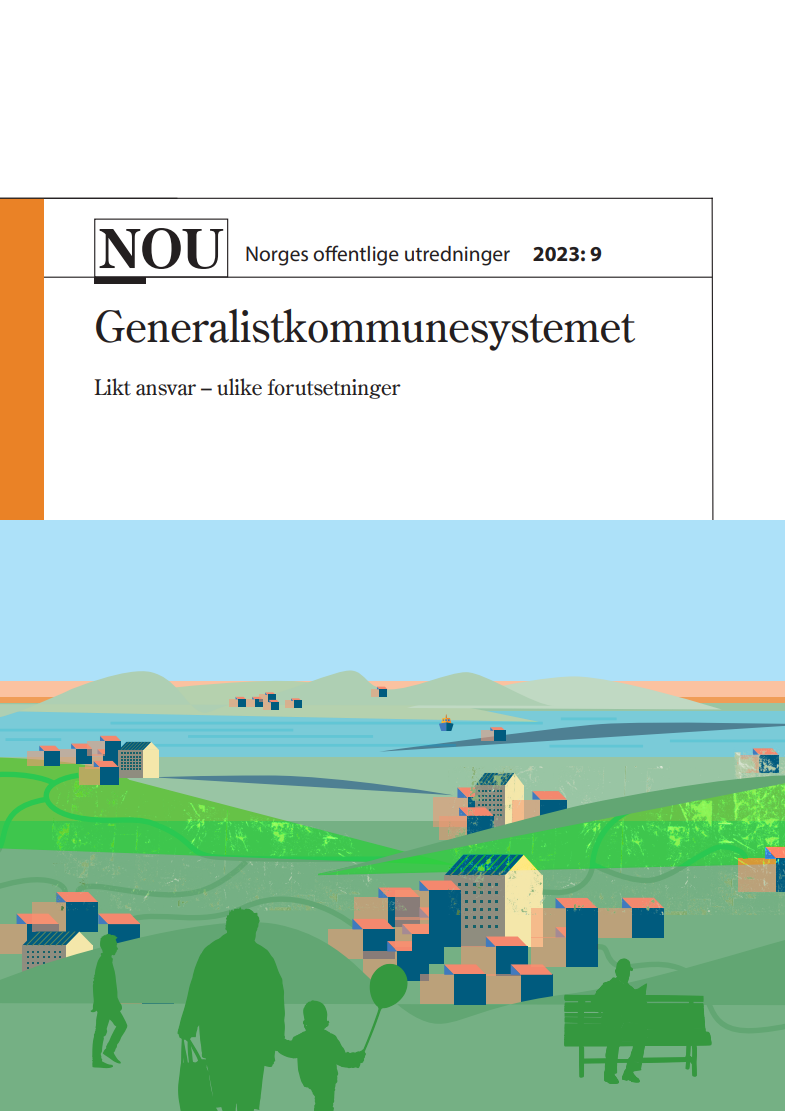 NOU Norges offentlige utredninger 2023: 9
Generalistkommunesystemet
Likt ansvar – ulike forutsetninger